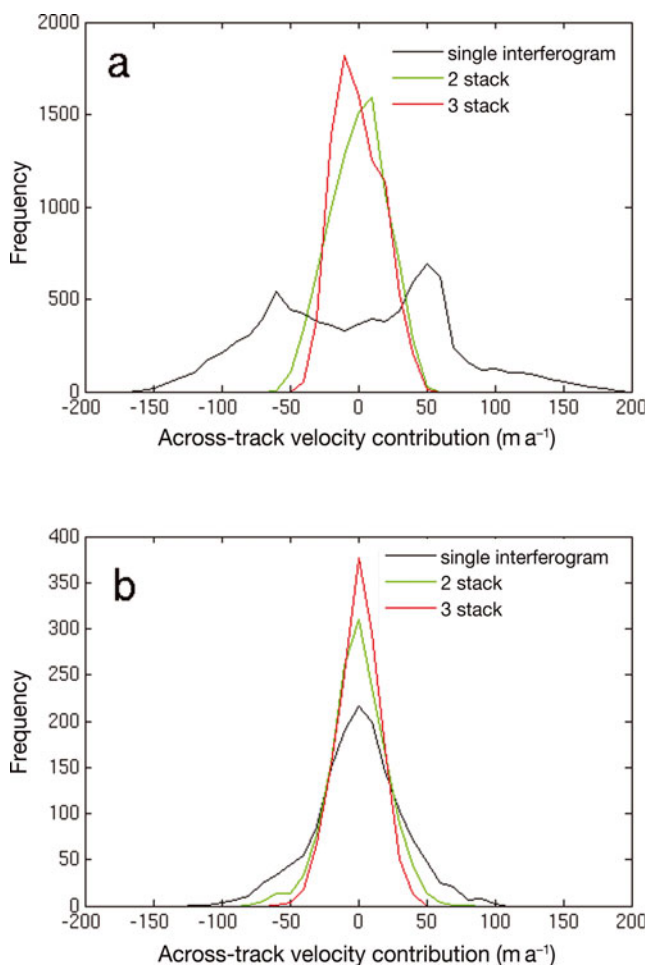 a
single interferogram
2 stack
3 stack
Frequency
2000
1500
1000
500
0
-200 -150 -100 -50 0 50 100 150 200
Across-track velocity contribution (m a⁻¹)
b
single interferogram
2 stack
3 stack
Frequency
400
350
300
250
200
150
100
50
0
-200 -150 -100 -50 0 50 100 150 200
Across-track velocity contribution (m a⁻¹)